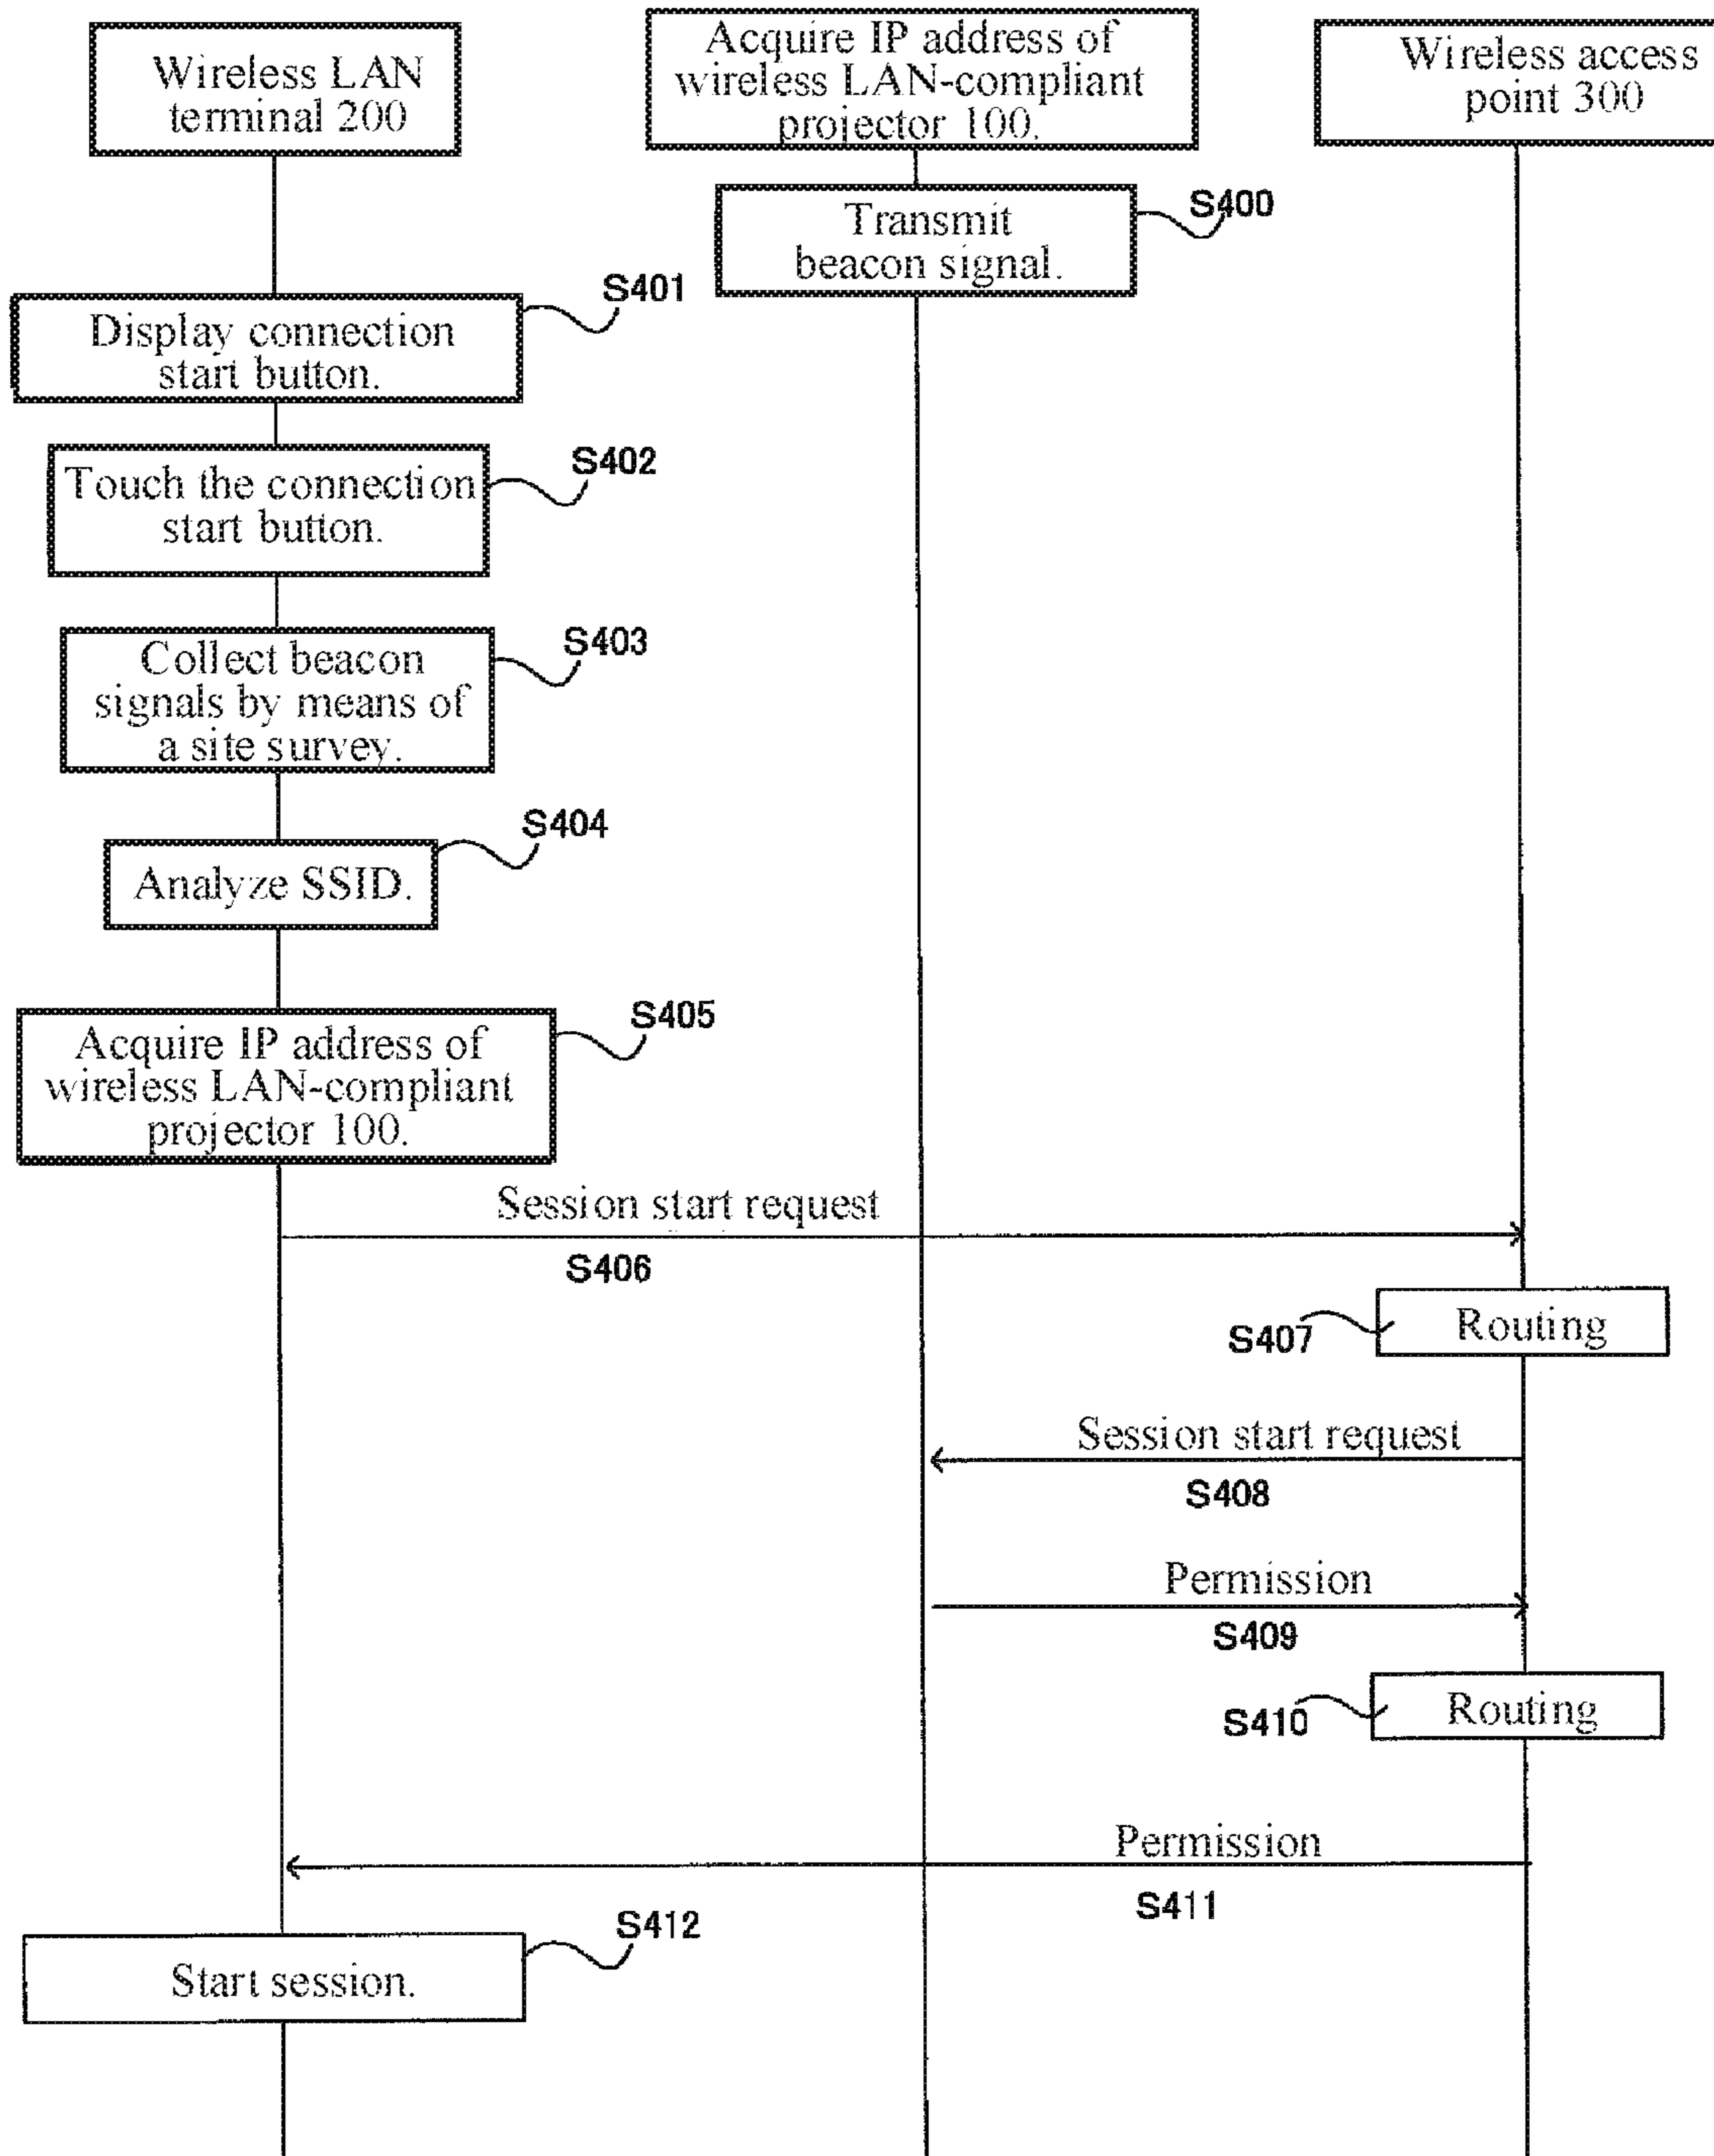 Wireless LAN
terminal 200
Acquire IP address of
wireless LAN-compliant
projector 100.
Wireless access
point 300
Transmit
beacon signal.
S400
Display connection
start button.
S401
Touch the connection
start button.
S402
Collect beacon
signals by means of
a site survey.
S403
Analyze SSID.
S404
Acquire IP address of
wireless LAN-compliant
projector 100.
S405
Session start request
S406
S407
Routing
Session start request
S408
Permission
S409
S410
Routing
Permission
S411
Start session.
S412